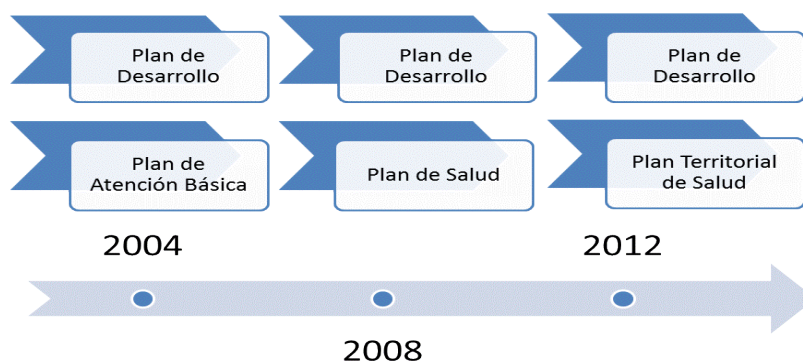 Plan de
Desarrollo
Plan de
Desarrollo
Plan de
Desarrollo
Plan de
Atención Básica
Plan de Salud
Plan Territorial
de Salud
2004
2012
2008